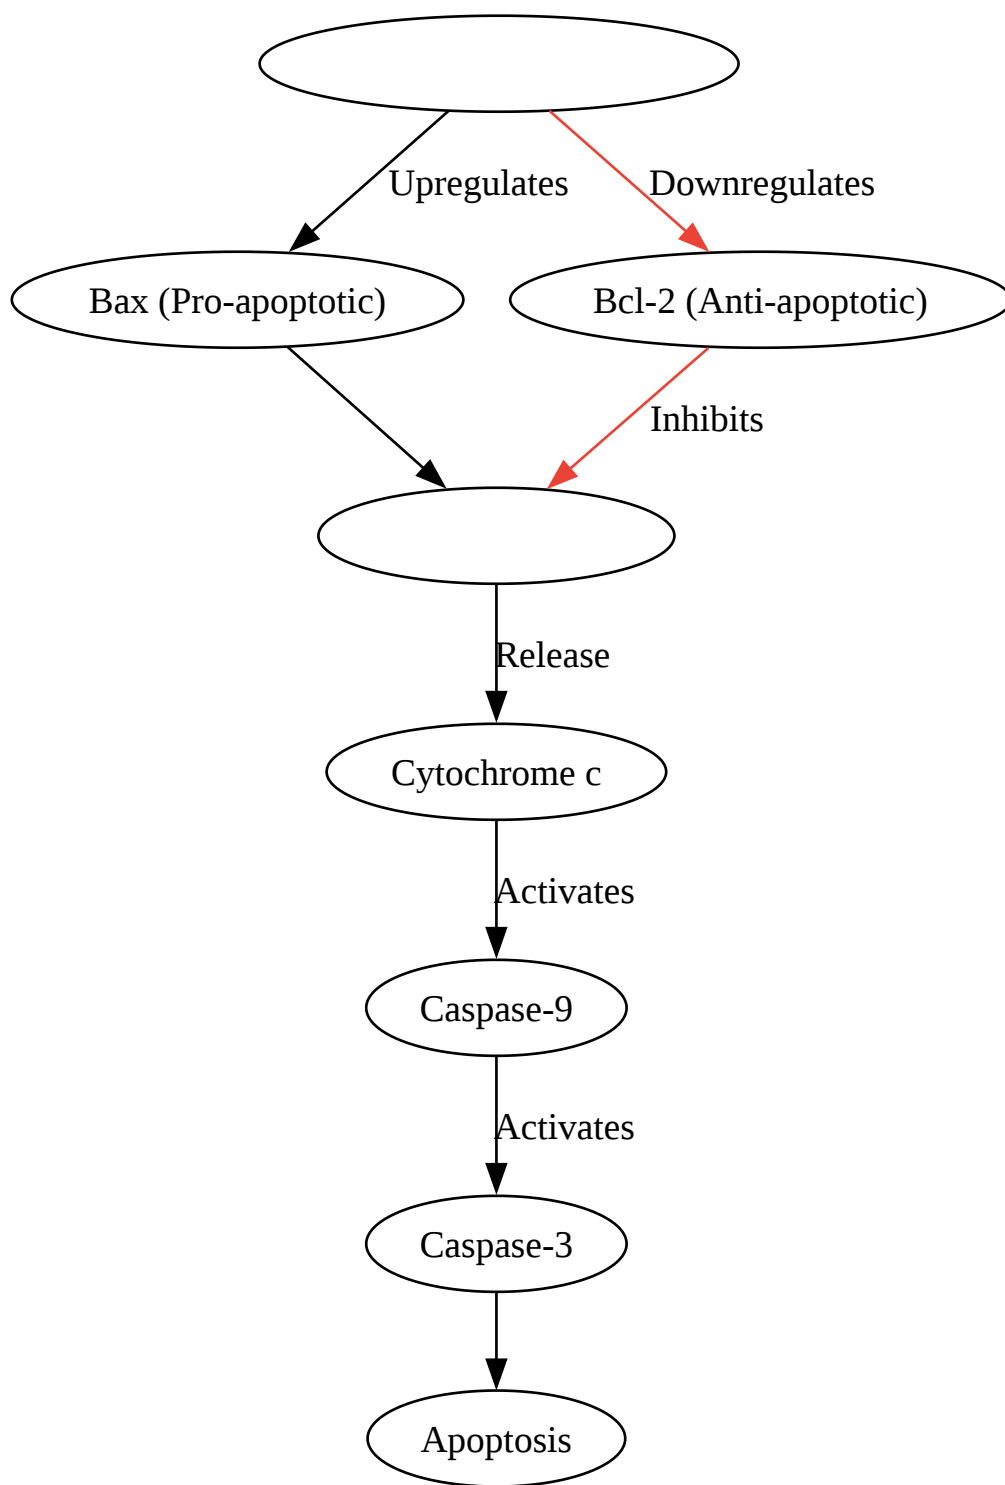 Upregulates
Downregulates
Bax (Pro-apoptotic)
Bcl-2 (Anti-apoptotic)
Inhibits
Release
Cytochrome c
Activates
Caspase-9
Activates
Caspase-3
Apoptosis